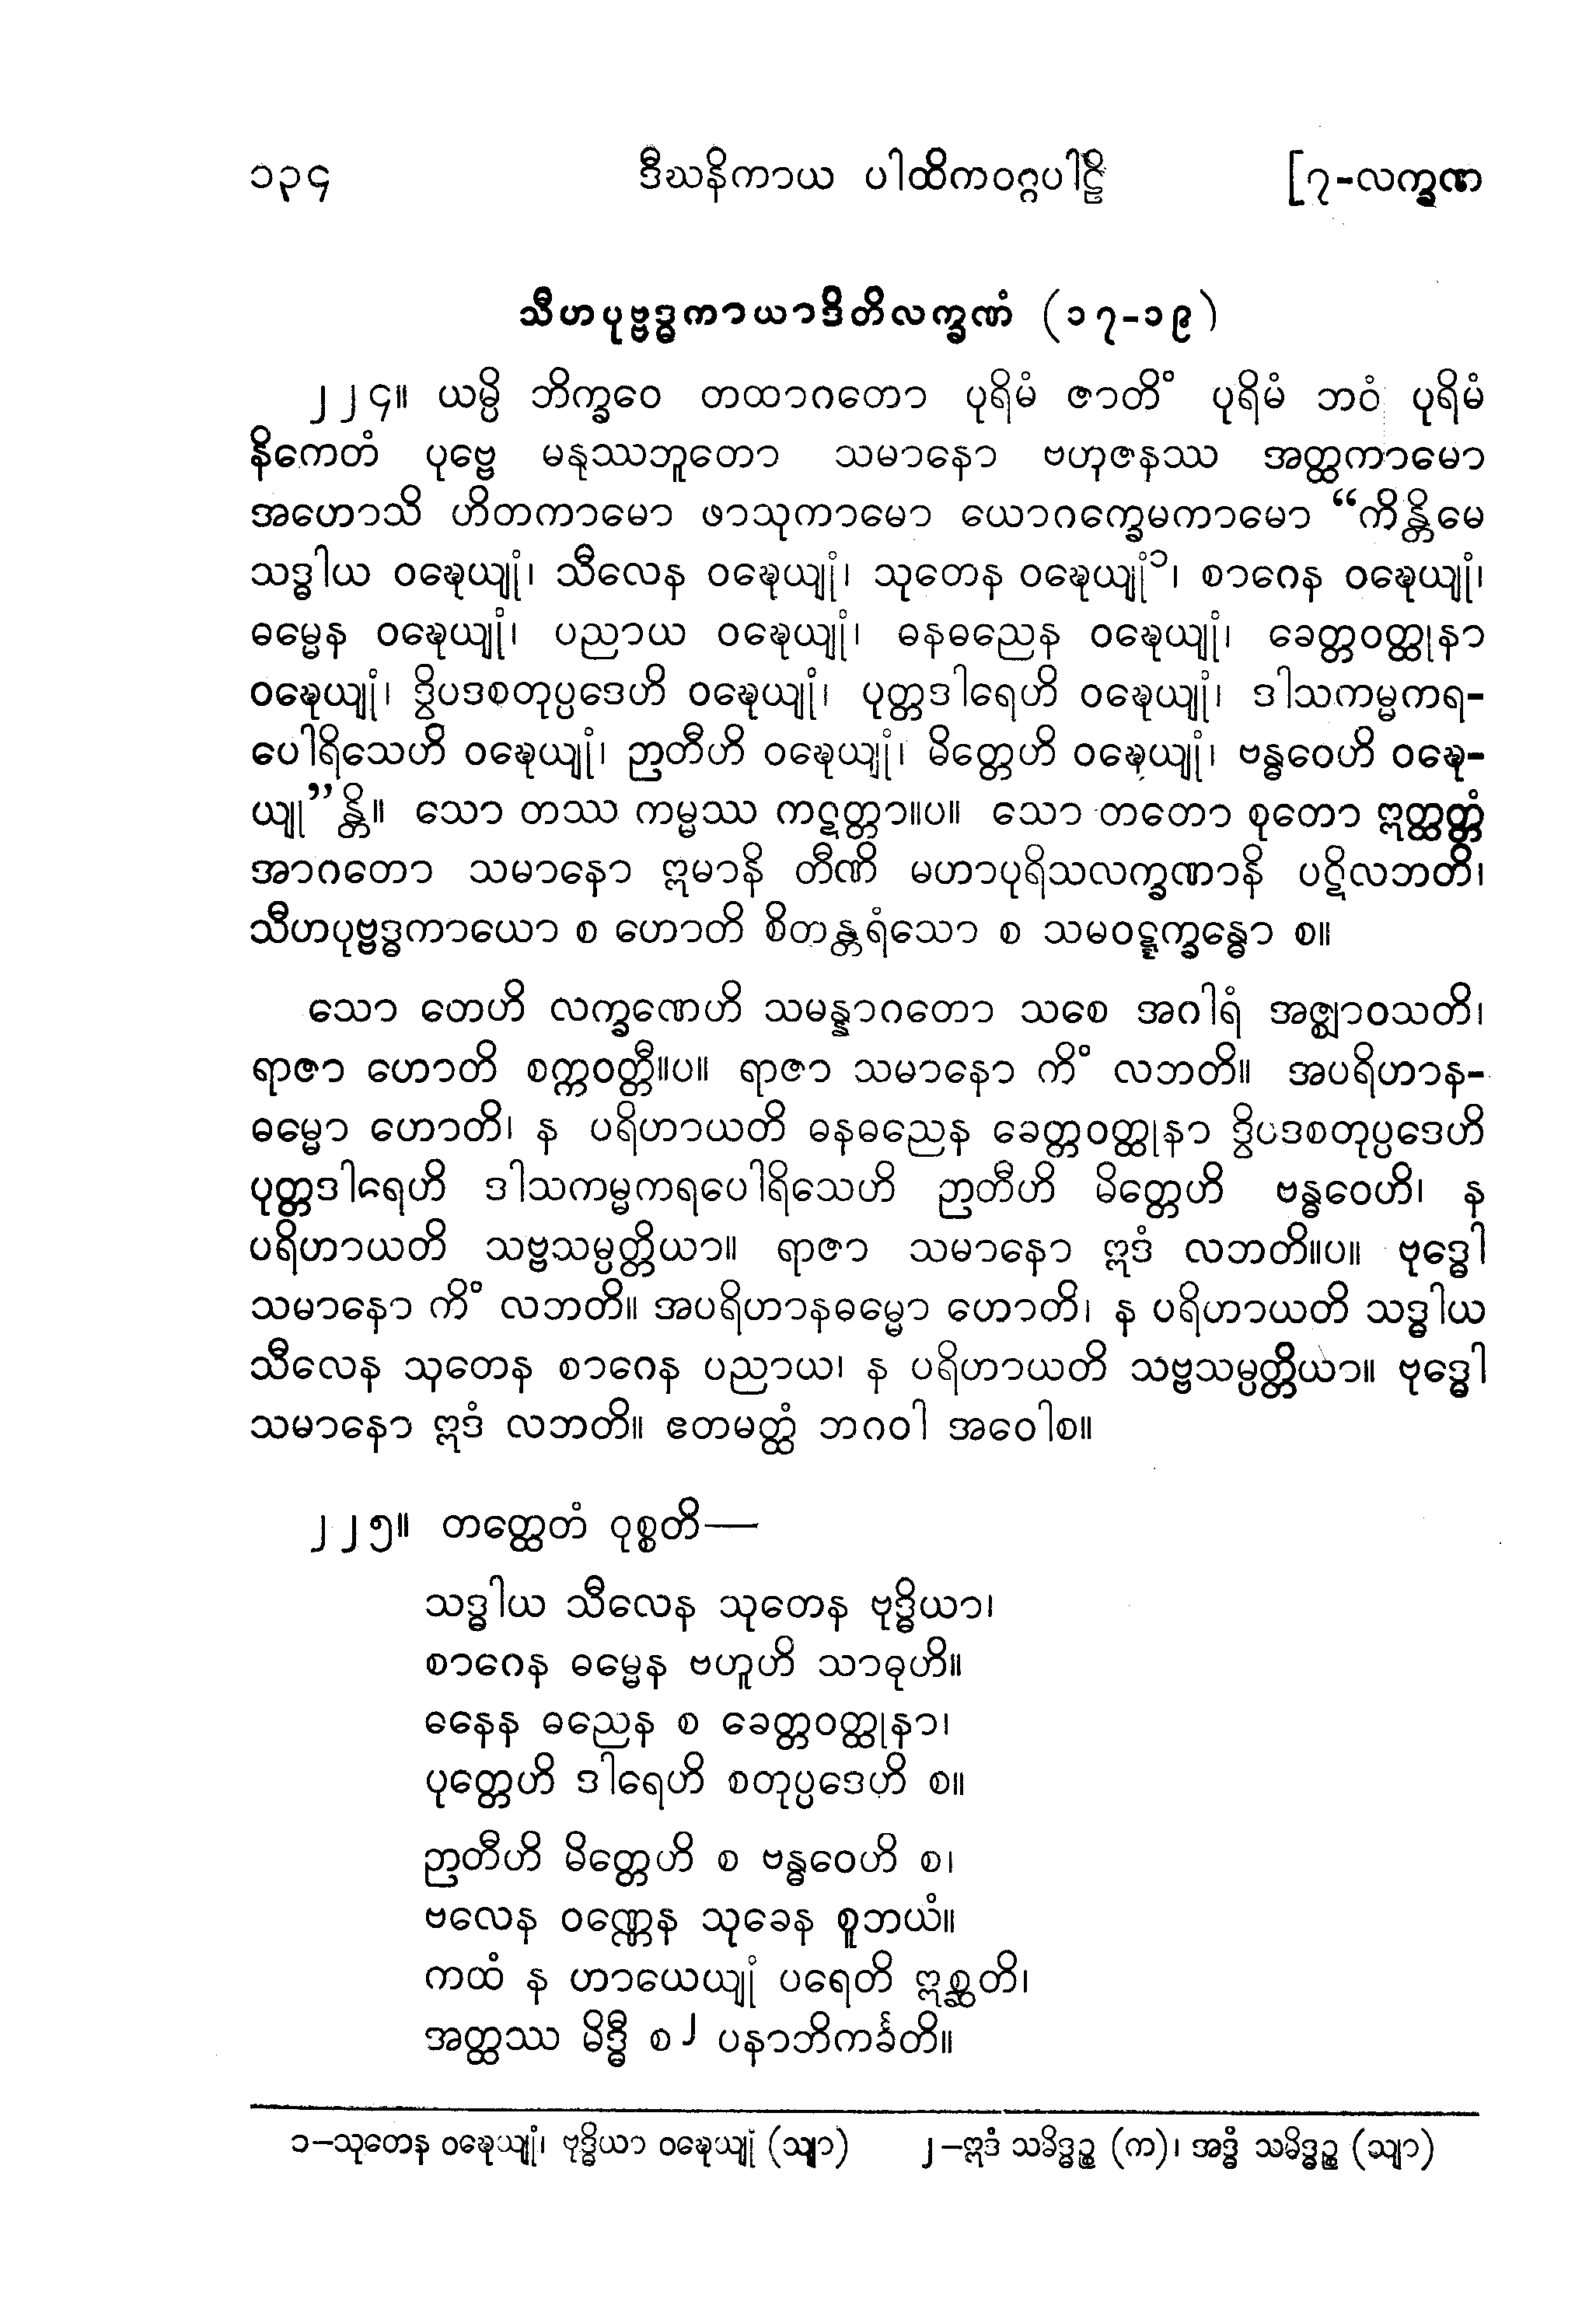 ၁၃၄ ဒီဃနိကာယ ပါထိကဝဂ္ဂပါဠိ [၇-လက္ခဏ
သီဟပုဗ္ဗဒ္ဓကာယာဒိတိလက္ခဏံ (၁၇-၁၉)
၂၂၄။ ယမ္ပိ ဘိက္ခဝေ တထာဂတော ပုရိမံ ဇာတိံ ပုရိမံ ဘဝံ ပုရိမံ
နိကေတံ ပုဗ္ဗေ မနုဿဘူတော သမာနော ဗဟုဇနဿ အတ္ထကာမော
အဟောသိ ဟိတကာမော ဖာသုကာမော ယောဂက္ခေမကာမော “ကိန္တိမေ
သဒ္ဓါယ ဝဍ္ဎေယျုံ၊ သီလေန ဝဍ္ဎေယျုံ၊ သုတေန ဝဍ္ဎေယျုံ၁၊ စာဂေန ဝဍ္ဎေယျုံ၊
ဓမ္မေန ဝဍ္ဎေယျုံ၊ ပညာယ ဝဍ္ဎေယျုံ၊ ဓနဓညေန ဝဍ္ဎေယျုံ၊ ခေတ္တဝတ္ထုနာ
ဝဍ္ဎေယျုံ၊ ဒွိပဒစတုပ္ပဒေဟိ ဝဍ္ဎေယျုံ၊ ပုတ္တဒါရေဟိ ဝဍ္ဎေယျုံ၊ ဒါသကမ္မကရ-
ပေါရိသေဟိ ဝဍ္ဎေယျုံ၊ ဉာတီဟိ ဝဍ္ဎေယျုံ၊ မိတ္တေဟိ ဝဍ္ဎေယျုံ၊ ဗန္ဓဝေဟိ ဝဍ္ဎေ-
ယျု”န္တိ။ သော တဿ ကမ္မဿ ကဋတ္တာ။ပ။ သော တတော စုတော ဣတ္ထတ္တံ
အာဂတော သမာနော ဣမာနိ တီဏိ မဟာပုရိသလက္ခဏာနိ ပဋိလဘတိ၊
သီဟပုဗ္ဗဒ္ဓကာယော စ ဟောတိ စိတန္တရံသော စ သမဝဋ္ဋက္ခန္ဓော စ။
သော တေဟိ လက္ခဏေဟိ သမန္နာဂတော သစေ အဂါရံ အဇ္ဈာဝသတိ၊
ရာဇာ ဟောတိ စက္ကဝတ္တီ။ပ။ ရာဇာ သမာနော ကိံ လဘတိ။ အပရိဟာန-
ဓမ္မော ဟောတိ၊ န ပရိဟာယတိ ဓနဓညေန ခေတ္တဝတ္ထုနာ ဒွိပဒစတုပ္ပဒေဟိ
ပုတ္တဒါရေဟိ ဒါသကမ္မကရပေါရိသေဟိ ဉာတီဟိ မိတ္တေဟိ ဗန္ဓဝေဟိ၊ န
ပရိဟာယတိ သဗ္ဗသမ္ပတ္တိယာ။ ရာဇာ သမာနော ဣဒံ လဘတိ။ပ။ ဗုဒ္ဓေါ
သမာနော ကိံ လဘတိ။ အပရိဟာနဓမ္မော ဟောတိ၊ န ပရိဟာယတိ သဒ္ဓါယ
သီလေန သုတေန စာဂေန ပညာယ၊ န ပရိဟာယတိ သဗ္ဗသမ္ပတ္တိယာ။ ဗုဒ္ဓေါ
သမာနော ဣဒံ လဘတိ။ ဧတမတ္ထံ ဘဂဝါ အဝေါစ။
၂၂၅။ တတ္ထေတံ ဝုစ္စတိ—
သဒ္ဓါယ သီလေန သုတေန ဗုဒ္ဓိယာ၊
စာဂေန ဓမ္မေန ဗဟူဟိ သာဓုဟိ။
ဓနေန ဓညေန စ ခေတ္တဝတ္ထုနာ၊
ပုတ္တေဟိ ဒါရေဟိ စတုပ္ပဒေဟိ စ။
ဉာတီဟိ မိတ္တေဟိ စ ဗန္ဓဝေဟိ စ၊
ဗလေန ဝဏ္ဏေန သုခေန စူဘယံ။
ကထံ န ဟာယေယျုံ ပရေတိ ဣစ္ဆတိ၊
အတ္ထဿ မိဒ္ဓီ စ၂ ပနာဘိကင်္ခတိ။
၁-သုတေန ဝဍ္ဎေယျုံ၊ ဗုဒ္ဓိယာ ဝဍ္ဎေယျုံ (သျာ) ၂-ဣဒံ သမိဒ္ဓဉ္စ (က)၊ အဒ္ဓံ သမိဒ္ဓဉ္စ (သျာ)